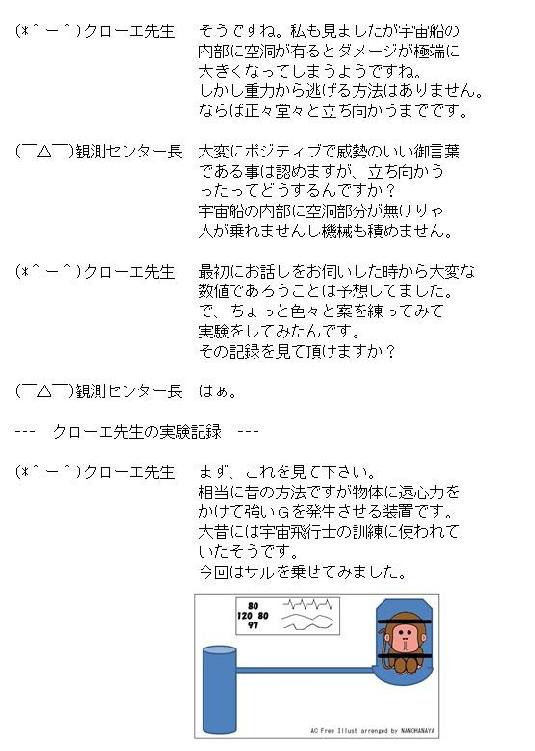 (*＾－＾)クローエ先生　そうですね。私も見ましたが宇宙船の
内部に空洞が有るとダメージが極端に
大きくなってしまうようですね。
しかし重力から逃げる方法はありません。
ならば正々堂々と立ち向かうまでです。
(￣△￣)観測センター長　大変にポジティブで威勢のいい御言葉
である事は認めますが、立ち向かう
ったってどうするんですか？
宇宙船の内部に空洞部分が無けりゃ
人が乗れませんし機械も積めません。
(*＾－＾)クローエ先生　最初にお話しをお伺いした時から大変な
数値であろうことは予想してました。
で、ちょっと色々と案を練ってみて
実験をしてみたんです。
その記録を見て頂けますか？
(￣△￣)観測センター長　はぁ。
---　クローエ先生の実験記録　---
(*＾－＾)クローエ先生　まず、これを見て下さい。
相当に昔の方法ですが物体に遠心力を
かけて強いＧを発生させる装置です。
大昔には宇宙飛行士の訓練に使われて
いたそうです。
今回はサルを乗せてみました。
80
120 80
97
AC Free Illust arrenged by NANOHANAYA